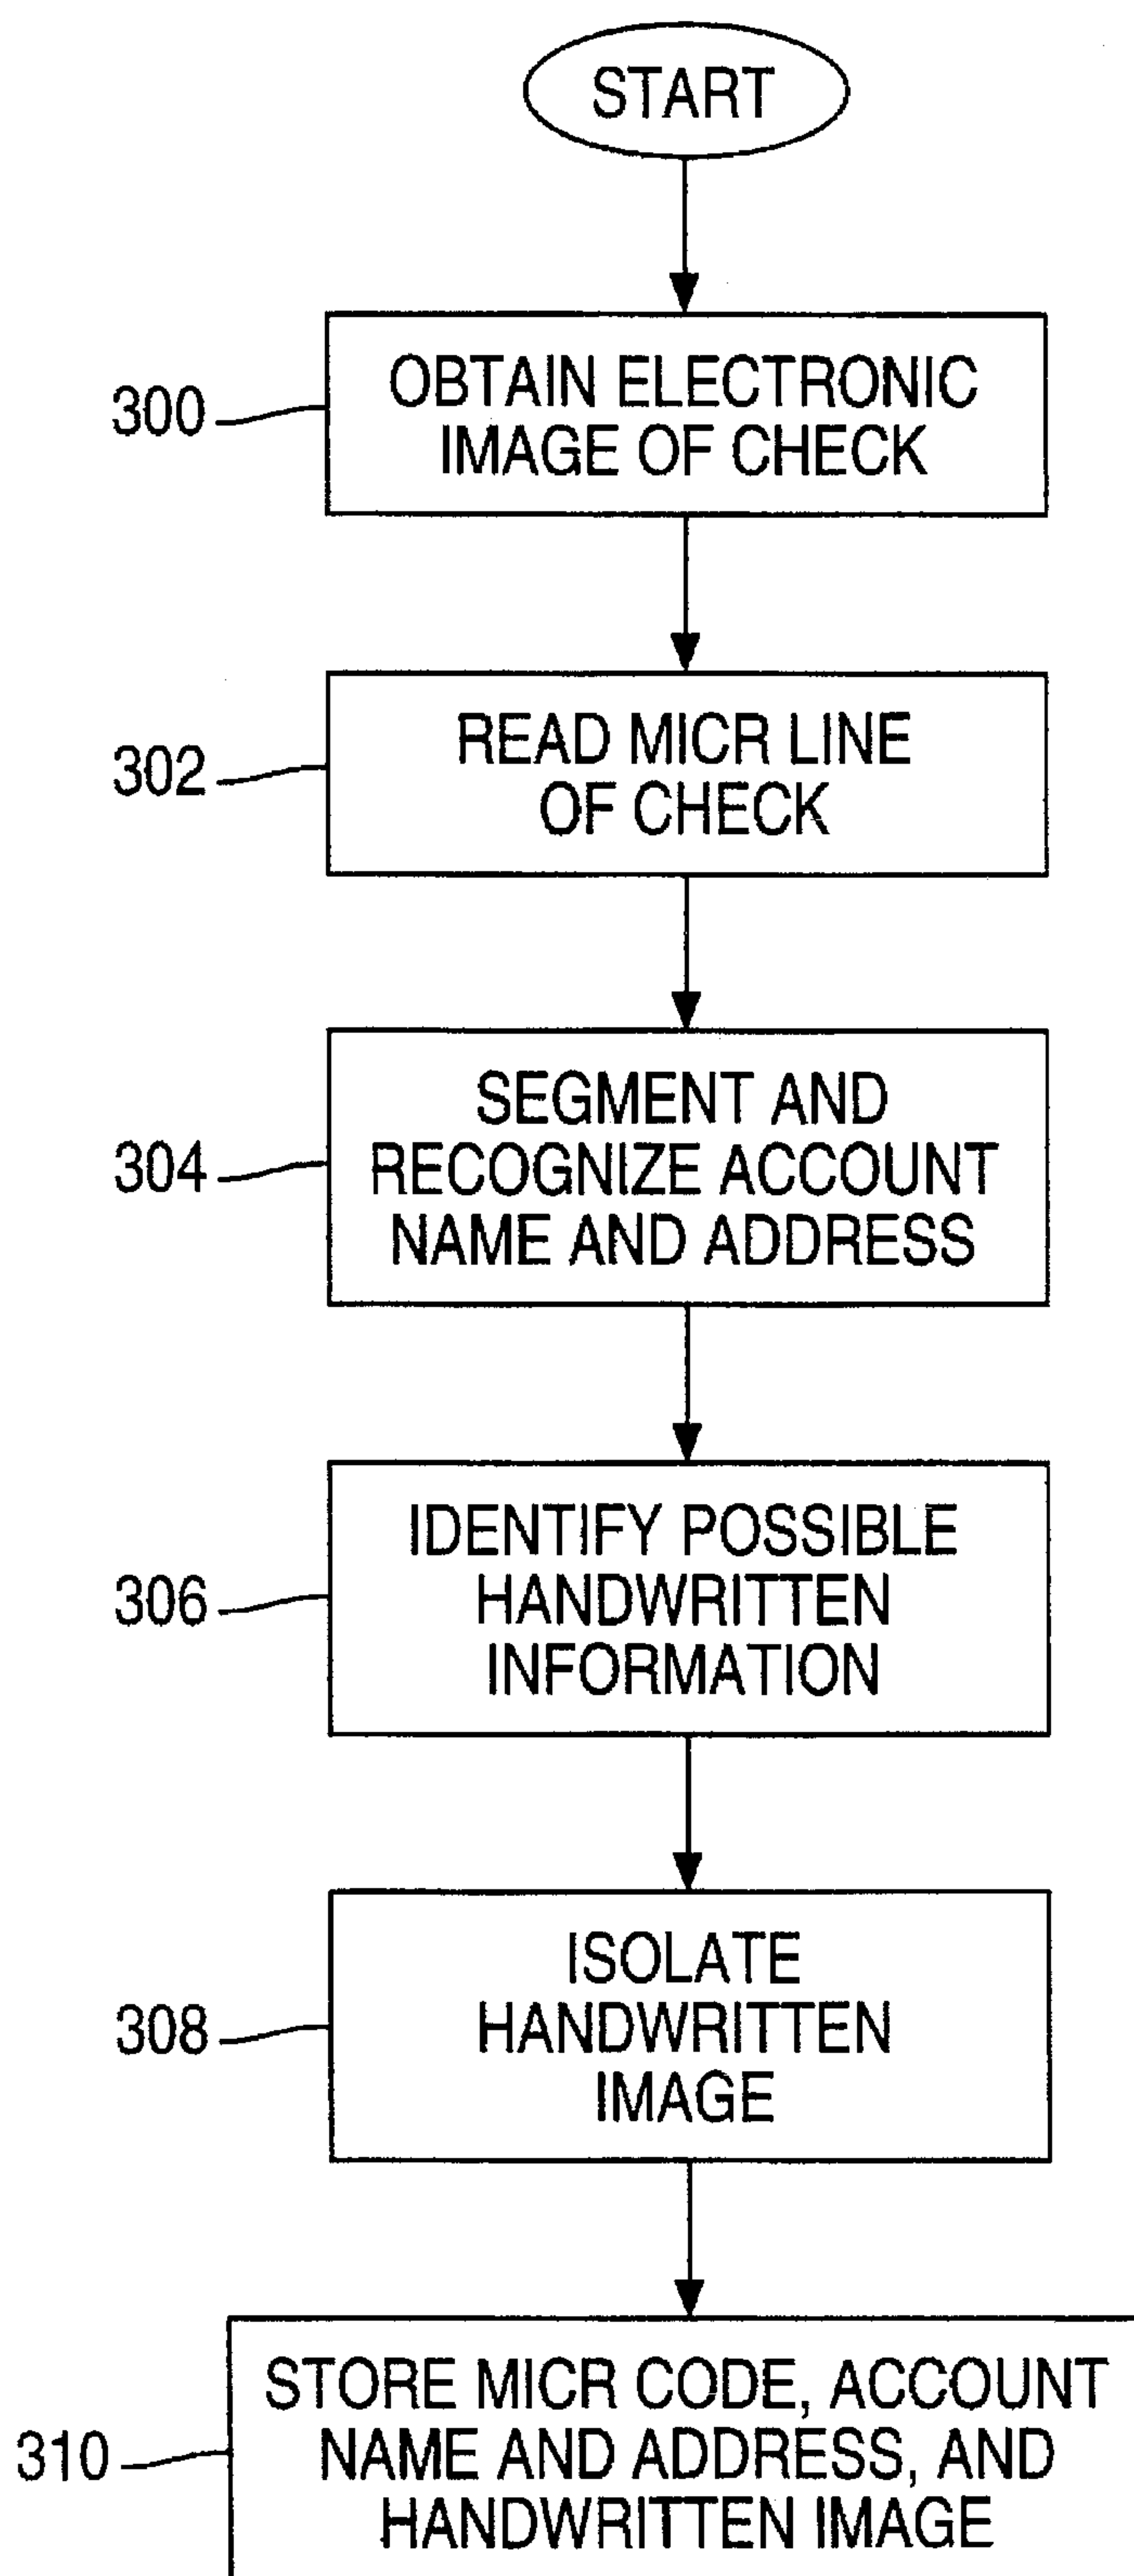 START
300
OBTAIN ELECTRONIC
IMAGE OF CHECK
302
READ MICR LINE
OF CHECK
304
SEGMENT AND
RECOGNIZE ACCOUNT
NAME AND ADDRESS
306
IDENTIFY POSSIBLE
HANDWRITTEN
INFORMATION
308
ISOLATE
HANDWRITTEN
IMAGE
310
STORE MICR CODE, ACCOUNT
NAME AND ADDRESS, AND
HANDWRITTEN IMAGE